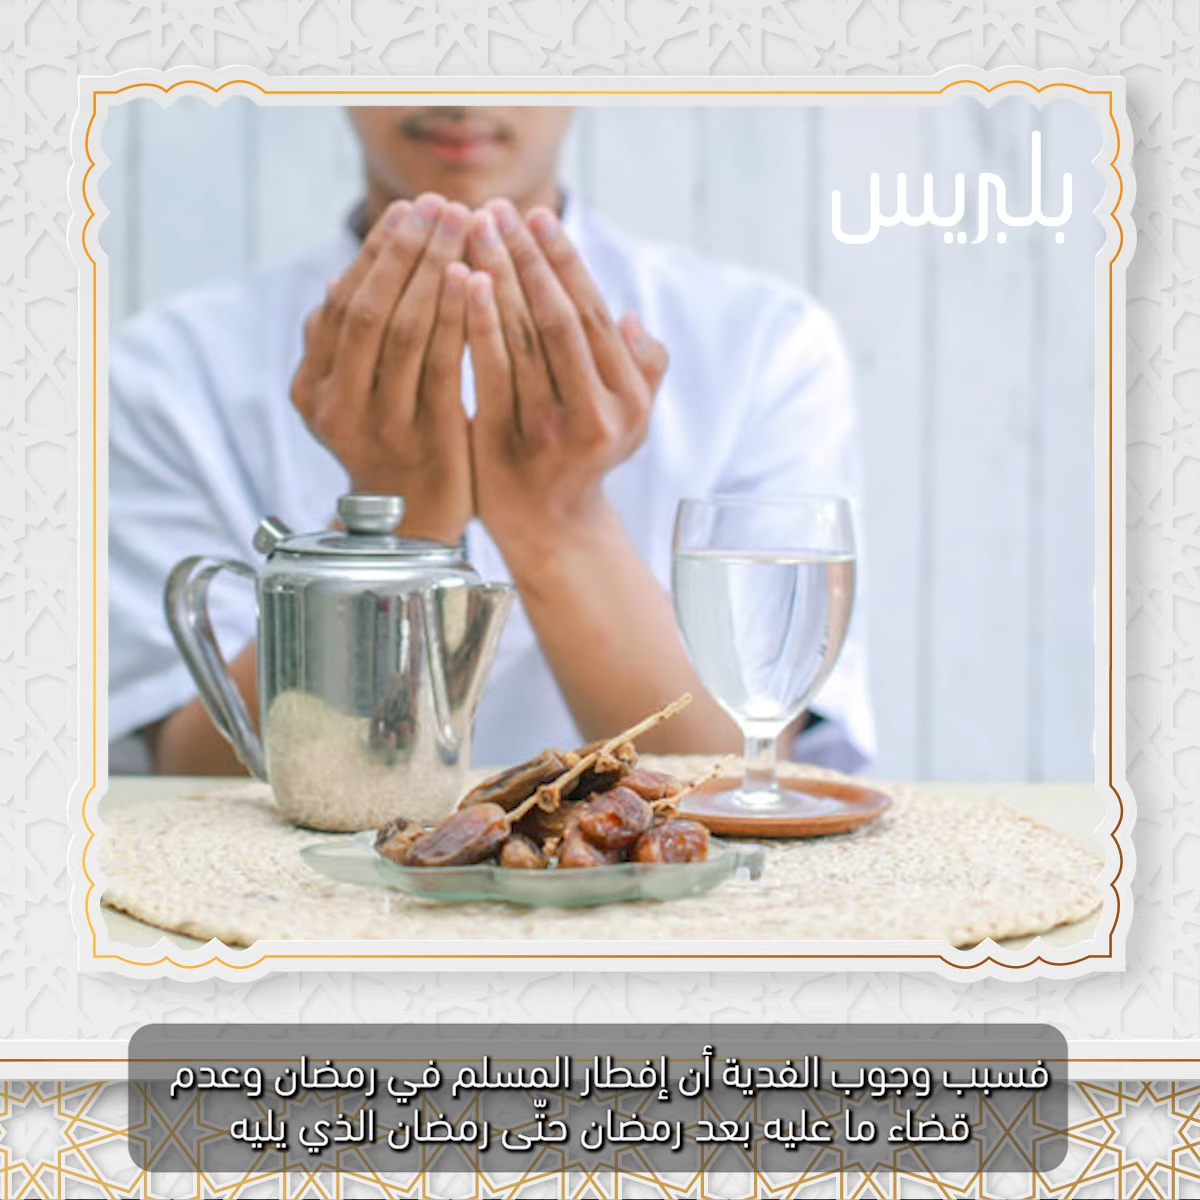 بلبريس
فسبب وجوب الفدية أن إفطار المسلم في رمضان وعدم
قضاء ما عليه بعد رمضان حتّى رمضان الذي يليه